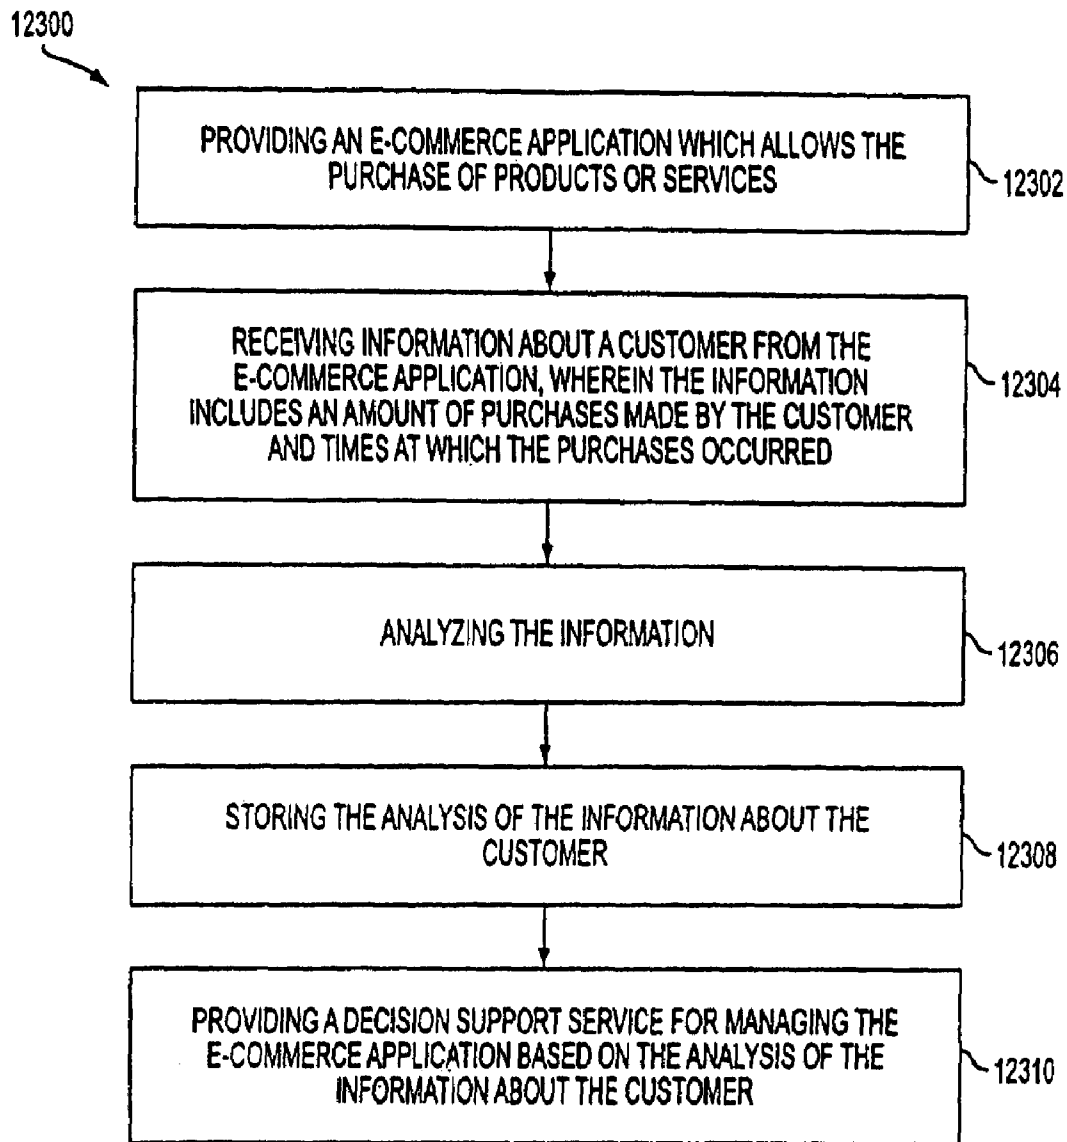 12300
PROVIDING AN E-COMMERCE APPLICATION WHICH ALLOWS THE
PURCHASE OF PRODUCTS OR SERVICES
12302
RECEIVING INFORMATION ABOUT A CUSTOMER FROM THE
E-COMMERCE APPLICATION, WHEREIN THE INFORMATION
INCLUDES AN AMOUNT OF PURCHASES MADE BY THE CUSTOMER
AND TIMES AT WHICH THE PURCHASES OCCURRED
12304
ANALYZING THE INFORMATION
12306
STORING THE ANALYSIS OF THE INFORMATION ABOUT THE
CUSTOMER
12308
PROVIDING A DECISION SUPPORT SERVICE FOR MANAGING THE
E-COMMERCE APPLICATION BASED ON THE ANALYSIS OF THE
INFORMATION ABOUT THE CUSTOMER
12310